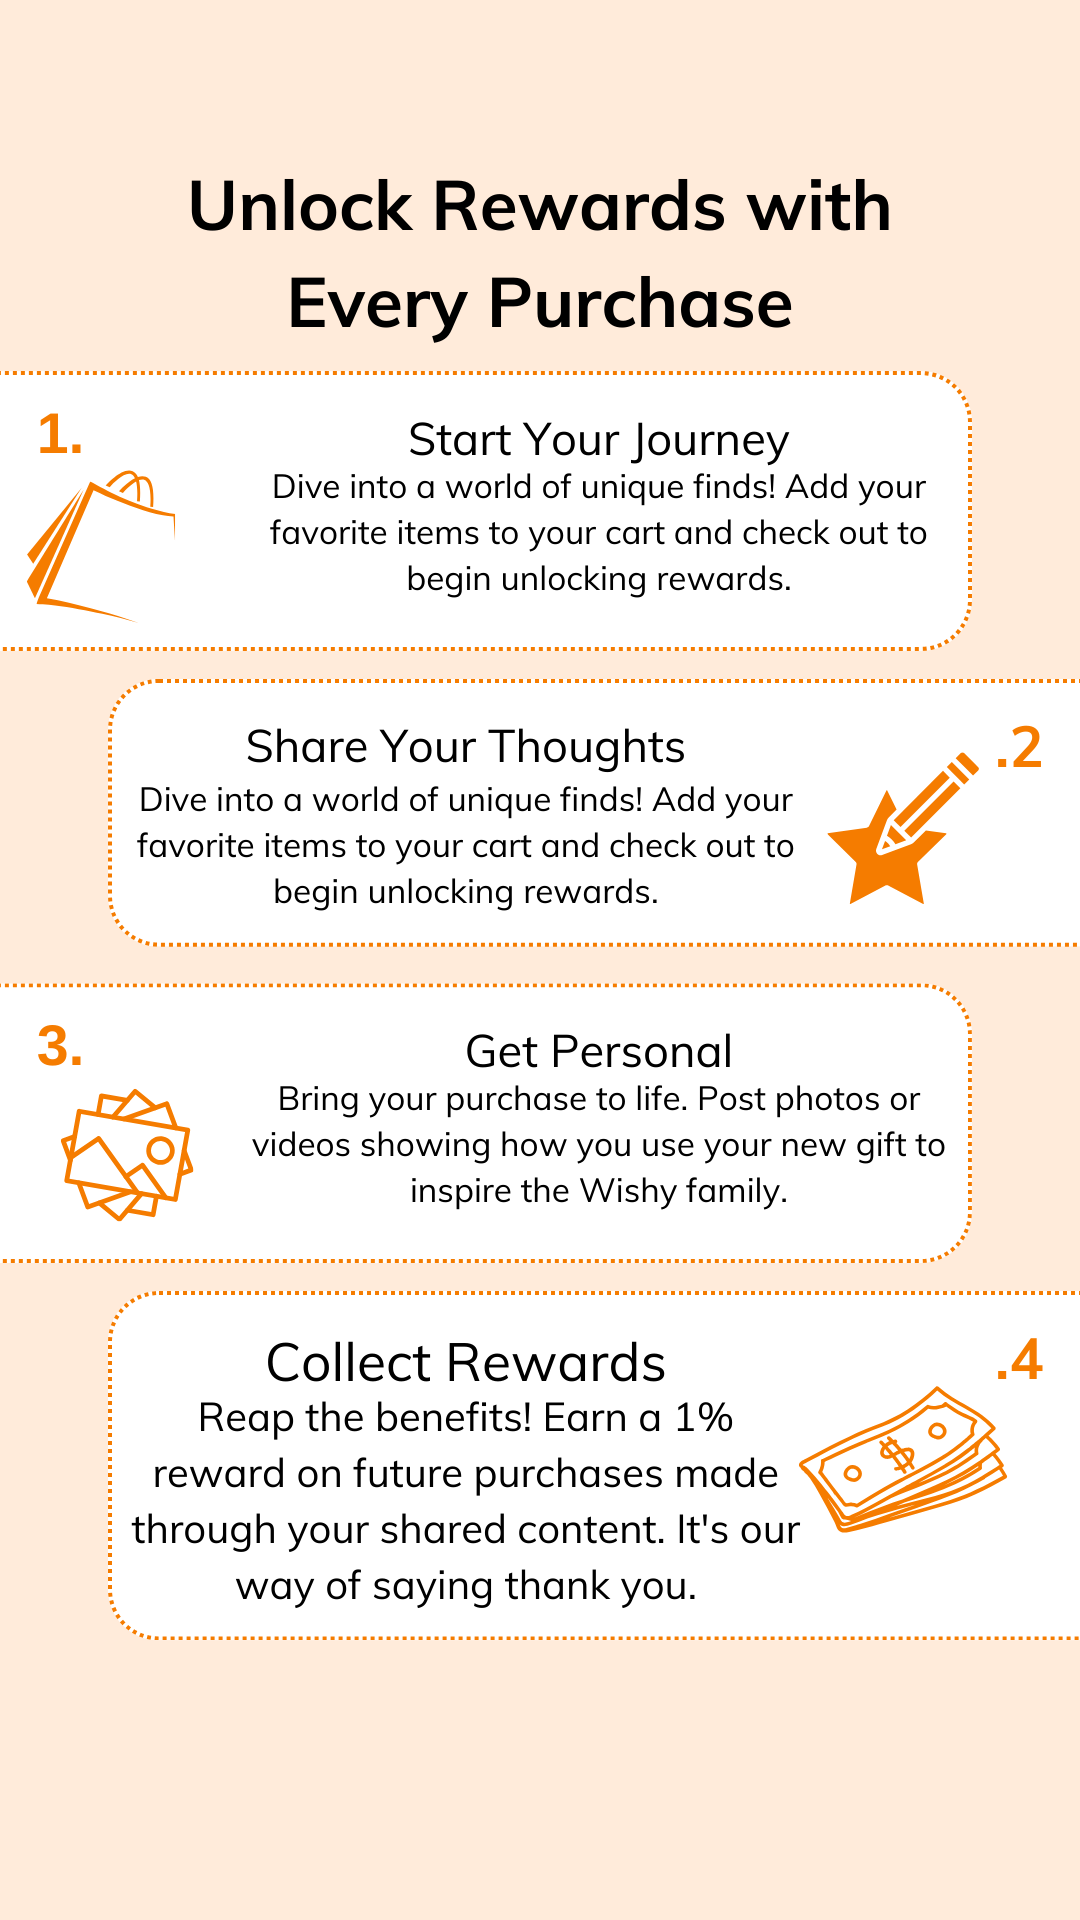 Unlock Rewards with
Every Purchase
1.
Start Your Journey
Dive into a world of unique finds! Add your
favorite items to your cart and check out to
begin unlocking rewards.
.2
Share Your Thoughts
Dive into a world of unique finds! Add your
favorite items to your cart and check out to
begin unlocking rewards.
3.
Get Personal
Bring your purchase to life. Post photos or
videos showing how you use your new gift to
inspire the Wishy family.
.4
Collect Rewards
Reap the benefits! Earn a 1%
reward on future purchases made
through your shared content. It's our
way of saying thank you.
$